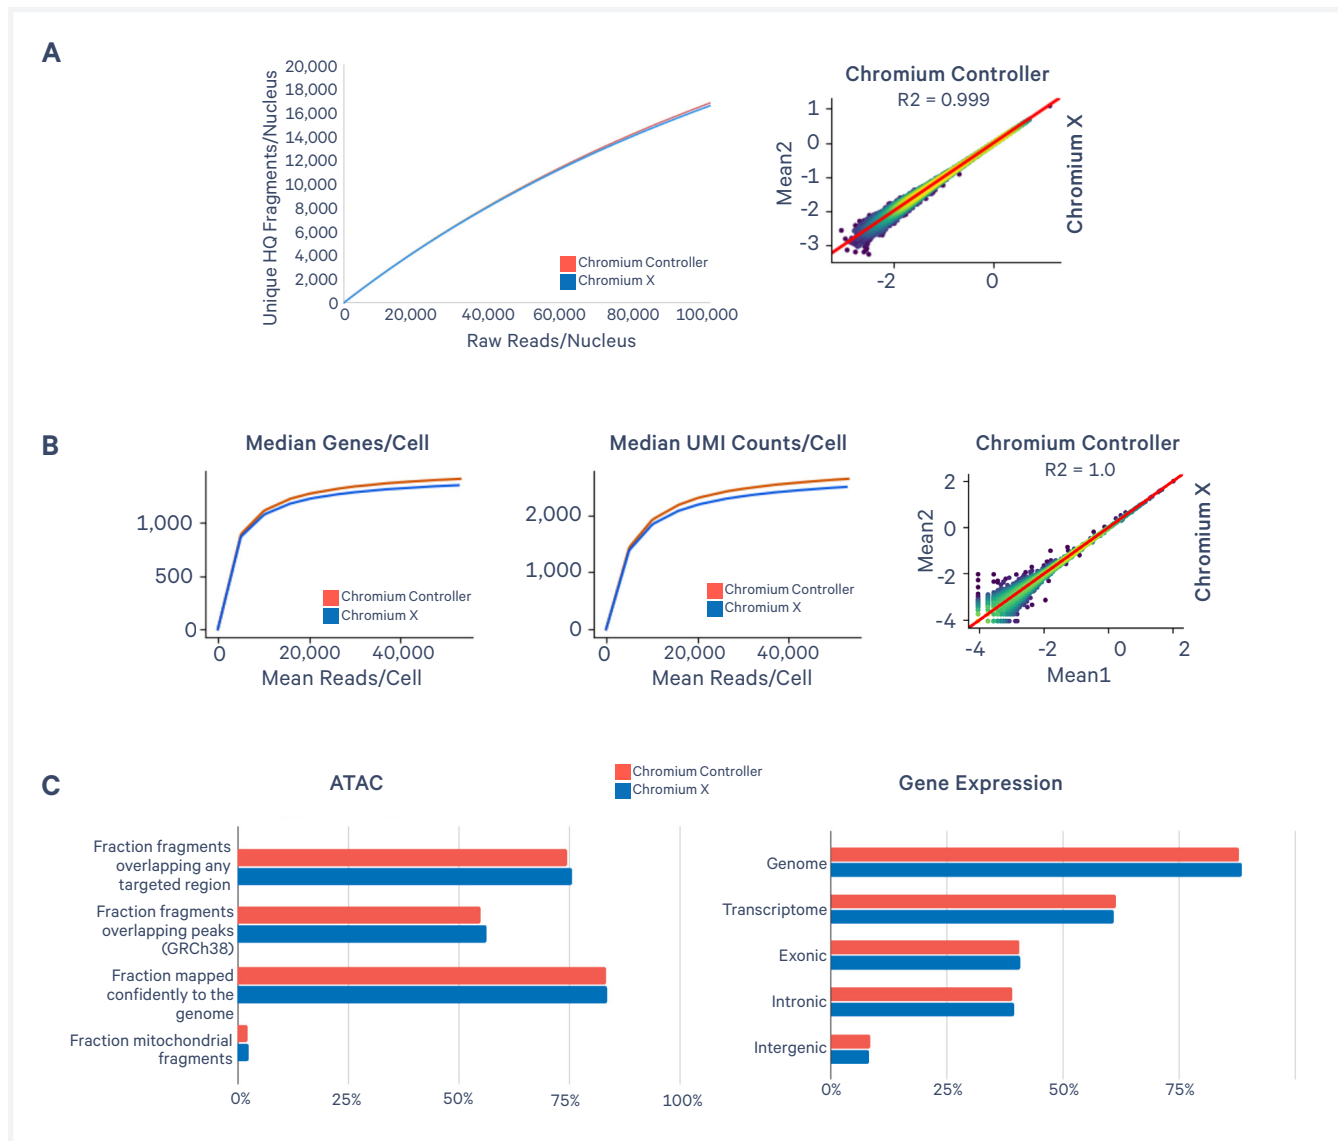 A
Unique HQ Fragments/Nucleus
20,000
18,000
16,000
14,000
12,000
10,000
8,000
6,000
4,000
2,000
0
0 20,000 40,000 60,000 80,000 100,000
Raw Reads/Nucleus
Chromium Controller
Chromium X
Chromium Controller
R2 = 0.999
Mean2
1
0
-1
-2
-3
-2 0
Chromium X
B
Median Genes/Cell
1,000
500
0
0 20,000 40,000
Mean Reads/Cell
Chromium Controller
Chromium X
Median UMI Counts/Cell
2,000
1,000
0
0 20,000 40,000
Mean Reads/Cell
Chromium Controller
Chromium X
Chromium Controller
R2 = 1.0
Mean2
2
0
-2
-4
-4 -2 0 2
Mean1
Chromium X
C
ATAC
Chromium Controller
Chromium X
Fraction fragments
overlapping any
targeted region
Fraction fragments
overlapping peaks
(GRCh38)
Fraction mapped
confidently to the
genome
Fraction mitochondrial
fragments
0% 25% 50% 75% 100%
Gene Expression
Genome
Transcriptome
Exonic
Intronic
Intergenic
0% 25% 50% 75%